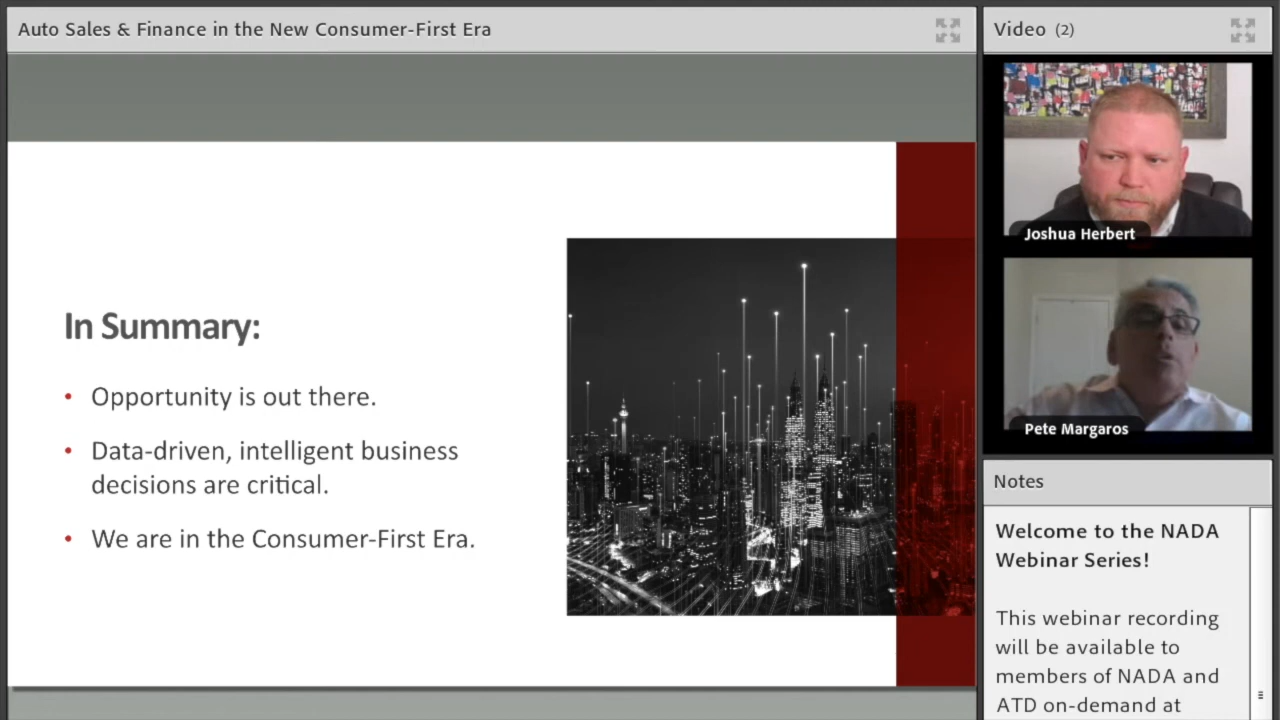 Auto Sales & Finance in the New Consumer-First Era
In Summary:
• Opportunity is out there.
• Data-driven, intelligent business
decisions are critical.
• We are in the Consumer-First Era.
Video (2)
Joshua Herbert
Pete Margaros
Notes
Welcome to the NADA
Webinar Series!
This webinar recording
will be available to
members of NADA and
ATD on-demand at